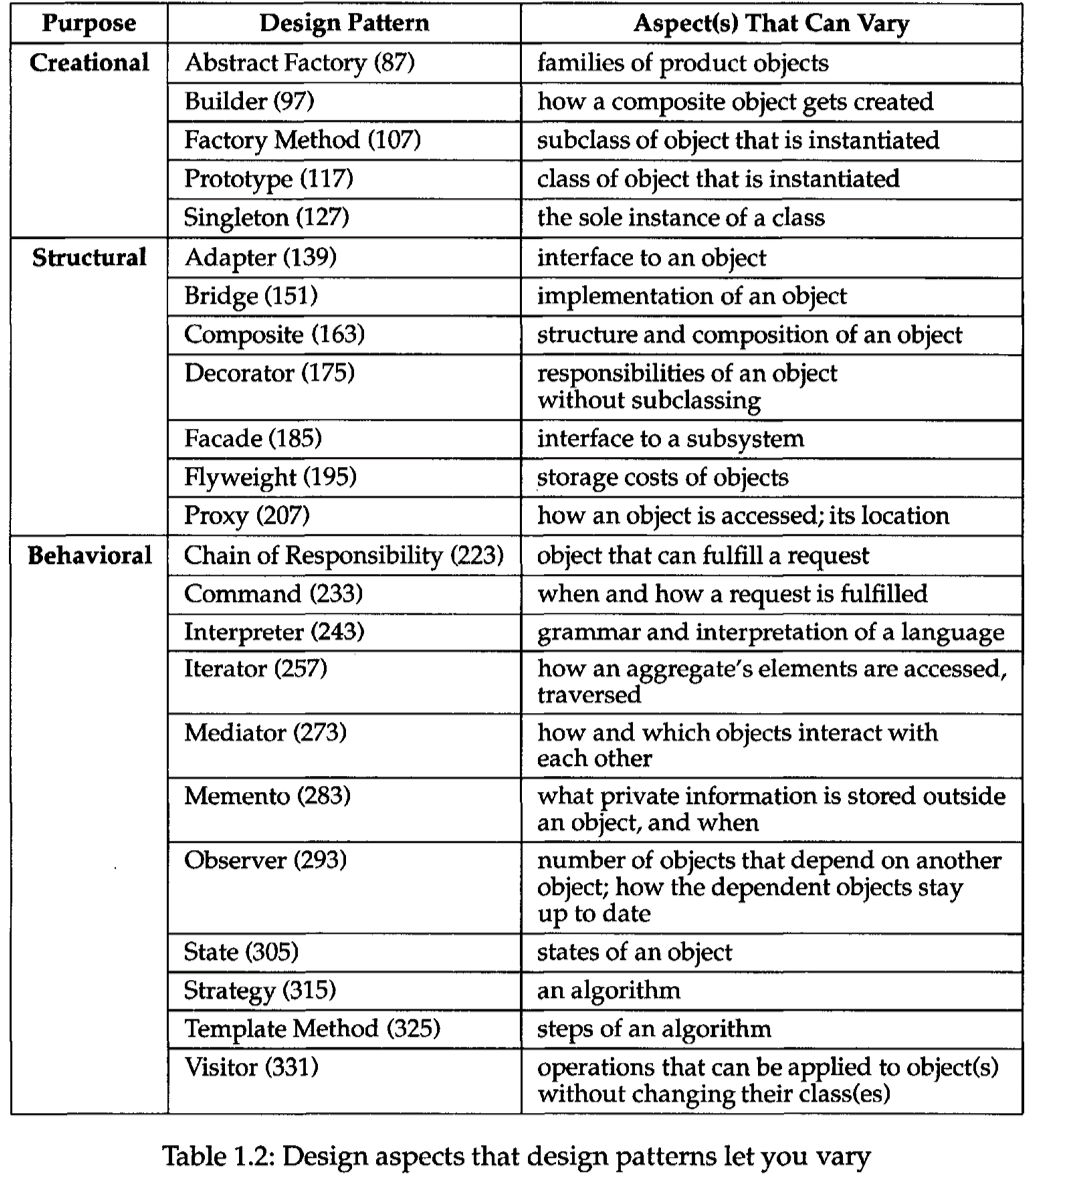 Purpose Design Pattern Aspect(s) That Can Vary
Creational Abstract Factory (87) families of product objects
Builder (97) how a composite object gets created
Factory Method (107) subclass of object that is instantiated
Prototype (117) class of object that is instantiated
Singleton (127) the sole instance of a class
Structural Adapter (139) interface to an object
Bridge (151) implementation of an object
Composite (163) structure and composition of an object
Decorator (175) responsibilities of an object
without subclassing
Facade (185) interface to a subsystem
Flyweight (195) storage costs of objects
Proxy (207) how an object is accessed; its location
Behavioral Chain of Responsibility (223) object that can fulfill a request
Command (233) when and how a request is fulfilled
Interpreter (243) grammar and interpretation of a language
Iterator (257) how an aggregate's elements are accessed,
traversed
Mediator (273) how and which objects interact with
each other
Memento (283) what private information is stored outside
an object, and when
Observer (293) number of objects that depend on another
object; how the dependent objects stay
up to date
State (305) states of an object
Strategy (315) an algorithm
Template Method (325) steps of an algorithm
Visitor (331) operations that can be applied to object(s)
without changing their class(es)
Table 1.2: Design aspects that design patterns let you vary